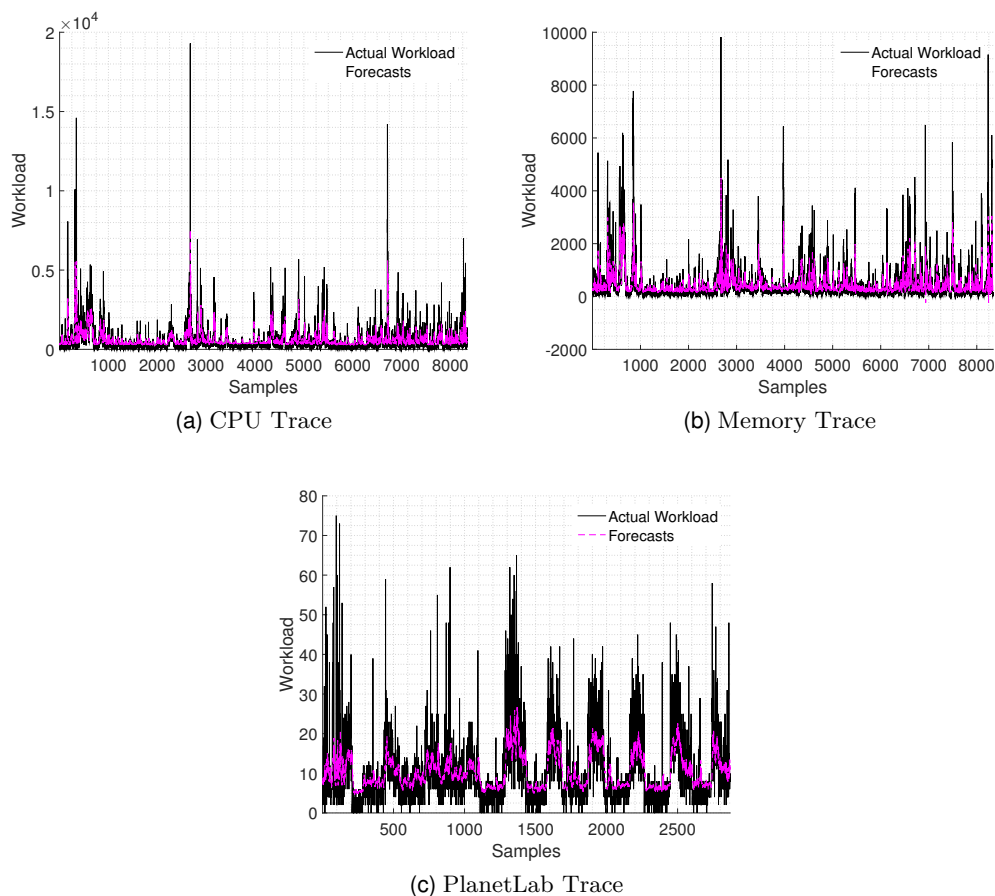 ×10⁴
2
1.5
1
0.5
0
Workload
Actual Workload
Forecasts
1000 2000 3000 4000 5000 6000 7000 8000
Samples
(a) CPU Trace
10000
8000
6000
4000
2000
0
-2000
Workload
Actual Workload
Forecasts
1000 2000 3000 4000 5000 6000 7000 8000
Samples
(b) Memory Trace
80
70
60
50
40
30
20
10
0
Workload
Actual Workload
Forecasts
500 1000 1500 2000 2500
Samples
(c) PlanetLab Trace